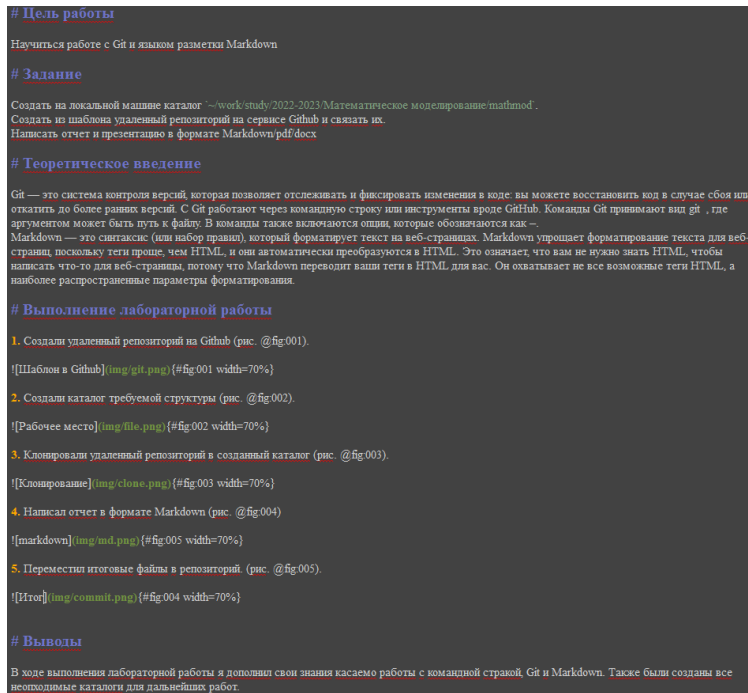 # Цель работы
Научиться работе с Git и языком разметки Markdown
# Задание
Создать на локальной машине каталог `~/work/study/2022-2023/Математическое моделирование/mathmod`.
Создать из шаблона удаленный репозиторий на сервисе Github и связать их.
Написать отчет и презентацию в формате Markdown/pdf/docx
# Теоретическое введение
Git — это система контроля версий, которая позволяет отслеживать и фиксировать изменения в коде: вы можете восстановить код в случае сбоя или
откатить до более ранних версий. С Git работают через командную строку или инструменты вроде GitHub. Команды Git принимают вид git , где
аргументом может быть путь к файлу. В команды также включаются опции, которые обозначаются как –.
Markdown — это синтаксис (или набор правил), который форматирует текст на веб-страницах. Markdown упрощает форматирование текста для веб-
страниц, поскольку теги проще, чем HTML, и они автоматически преобразуются в HTML. Это означает, что вам не нужно знать HTML, чтобы
написать что-то для веб-страницы, потому что Markdown переводит ваши теги в HTML для вас. Он охватывает не все возможные теги HTML, а
наиболее распространенные параметры форматирования.
# Выполнение лабораторной работы
1. Создали удаленный репозиторий на Github (рис. @fig:001).
![Шаблон в Github](img/git.png){#fig:001 width=70%}
2. Создали каталог требуемой структуры (рис. @fig:002).
![Рабочее место](img/file.png){#fig:002 width=70%}
3. Клонировали удаленный репозиторий в созданный каталог (рис. @fig:003).
![Клонирование](img/clone.png){#fig:003 width=70%}
4. Написал отчет в формате Markdown (рис. @fig:004)
![markdown](img/md.png){#fig:005 width=70%}
5. Переместил итоговые файлы в репозиторий. (рис. @fig:005).
![Итог](img/commit.png){#fig:004 width=70%}
# Выводы
В ходе выполнения лабораторной работы я дополнил свои знания касаемо работы с командной стракой, Git и Markdown. Также были созданы все
неопходимые каталоги для дальнейших работ.